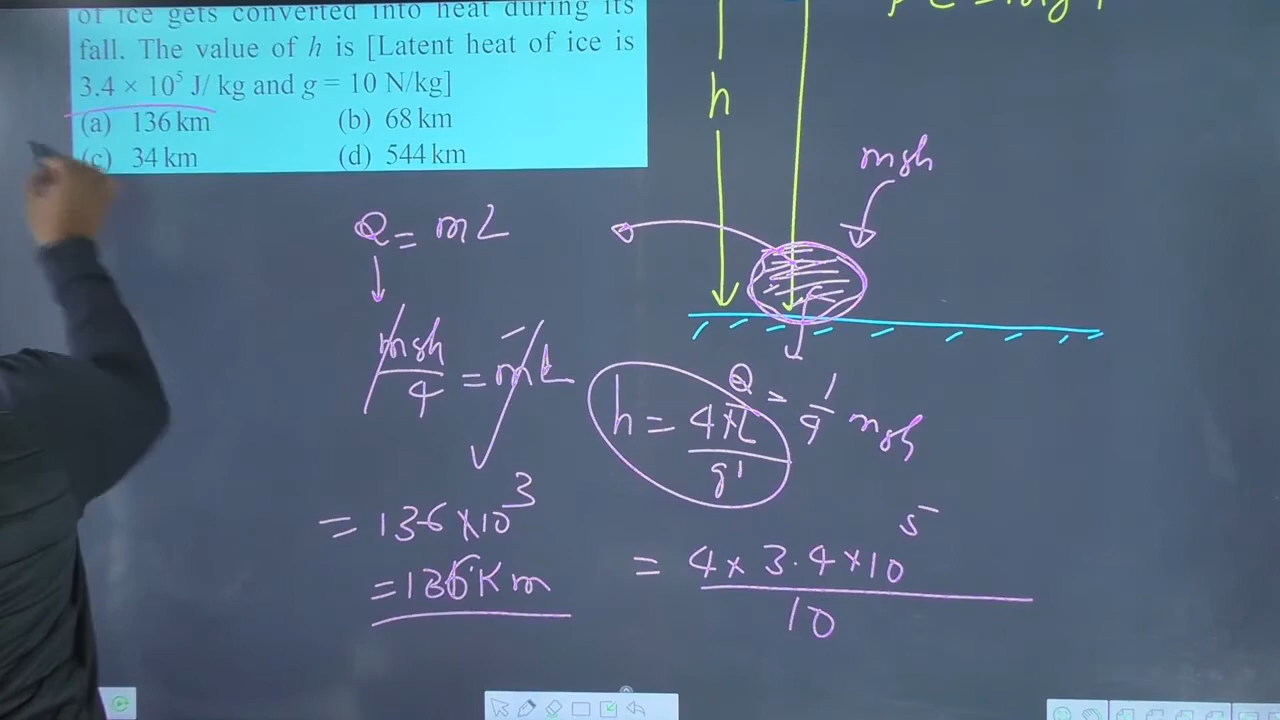 of ice gets converted into heat during its
fall. The value of h is [Latent heat of ice is
3.4 × 10⁵ J/ kg and g = 10 N/kg]
(a) 136 km (b) 68 km
(c) 34 km (d) 544 km
h
mgh
Q = mL
mgh/4 = mL
Q = 1/4 mgh
h = 4×L/g
= 136×10³
= 136 Km
= 4 × 3.4 × 10⁵
10